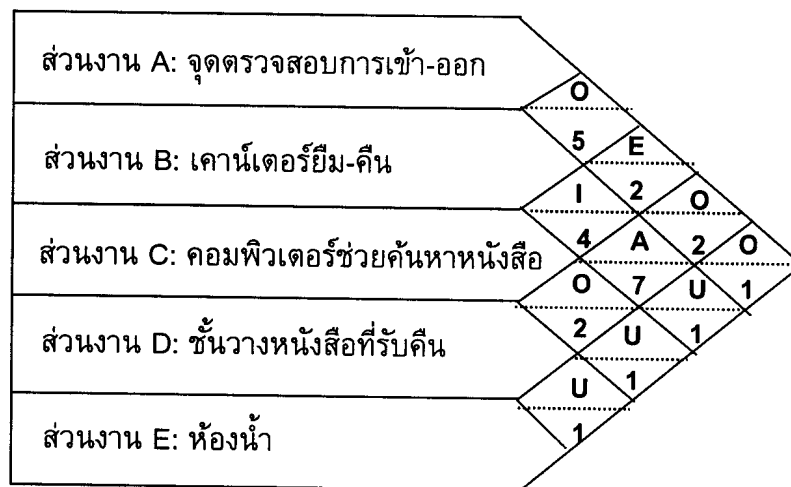 ส่วนงาน A: จุดตรวจสอบการเข้า-ออก
O
5 E
ส่วนงาน B: เคาน์เตอร์ยืม-คืน
I 2 O
4 A 2 O
ส่วนงาน C: คอมพิวเตอร์ช่วยค้นหาหนังสือ
O 7 U 1
2 U 1
ส่วนงาน D: ชั้นวางหนังสือที่รับคืน
U 1
1
ส่วนงาน E: ห้องน้ำ